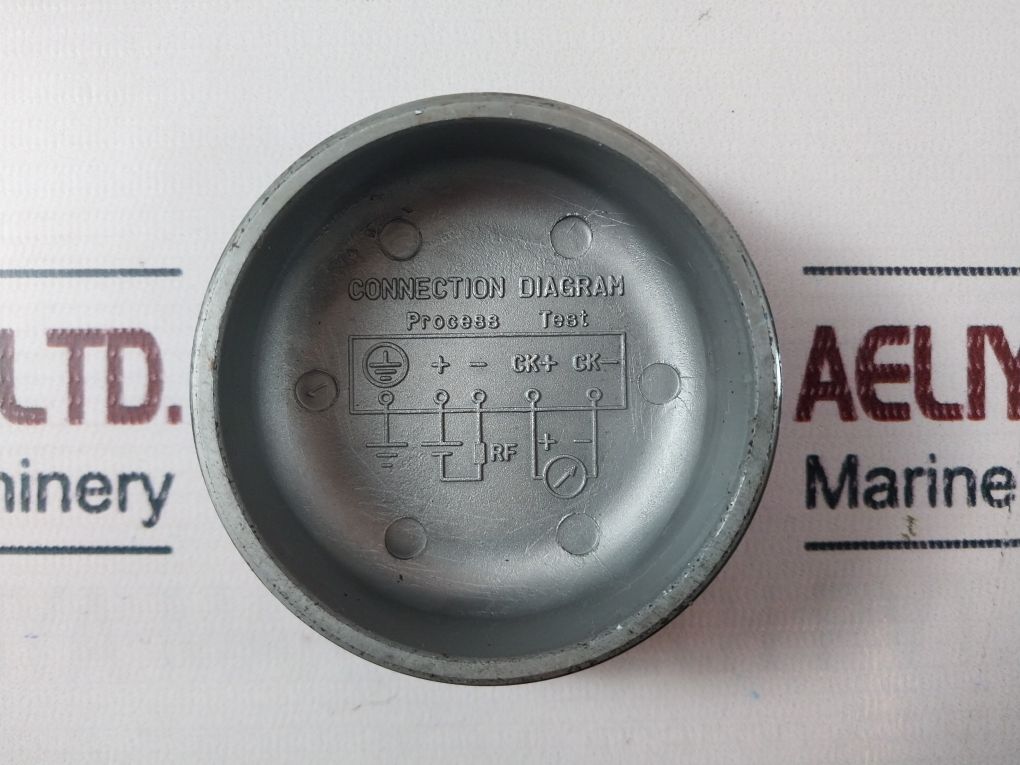 CONNECTION DIAGRAM
Process Test
+ - CK+ CK-
RF + -
LTD.
hinery
AELIY
Marine